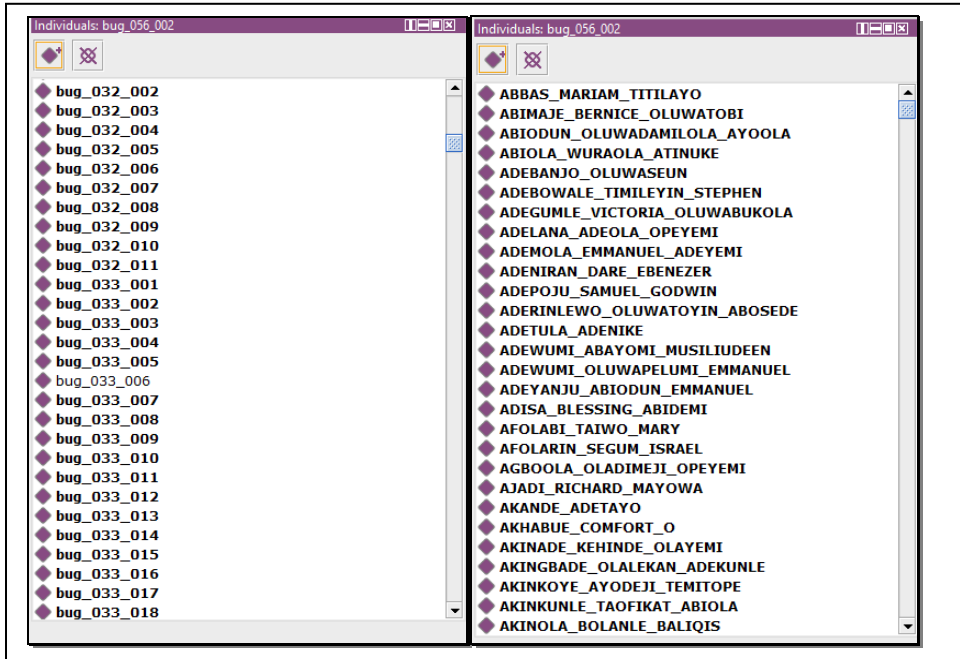 Individuals: bug_056_002
bug_032_002
bug_032_003
bug_032_004
bug_032_005
bug_032_006
bug_032_007
bug_032_008
bug_032_009
bug_032_010
bug_032_011
bug_033_001
bug_033_002
bug_033_003
bug_033_004
bug_033_005
bug_033_006
bug_033_007
bug_033_008
bug_033_009
bug_033_010
bug_033_011
bug_033_012
bug_033_013
bug_033_014
bug_033_015
bug_033_016
bug_033_017
bug_033_018
Individuals: bug_056_002
ABBAS_MARIAM_TITILAYO
ABIMAJE_BERNICE_OLUWATOBI
ABIODUN_OLUWADAMILOLA_AYOOLA
ABIOLA_WURAOLA_ATINUKE
ADEBANJO_OLUWASEUN
ADEBOWALE_TIMILEYIN_STEPHEN
ADEGUMLE_VICTORIA_OLUWABUKOLA
ADELANA_ADEOLA_OPEYEMI
ADEMOLA_EMMANUEL_ADEYEMI
ADENIRAN_DARE_EBENEZER
ADEPOJU_SAMUEL_GODWIN
ADERINLEWO_OLUWATOYIN_ABOSEDE
ADETULA_ADENIKE
ADEWUMI_ABAYOMI_MUSILIUDEEN
ADEWUMI_OLUWAPELUMI_EMMANUEL
ADEYANJU_ABIODUN_EMMANUEL
ADISA_BLESSING_ABIDEMI
AFOLABI_TAIWO_MARY
AFOLARIN_SEGUM_ISRAEL
AGBOOLA_OLADIMEJI_OPEYEMI
AJADI_RICHARD_MAYOWA
AKANDE_ADETAYO
AKHABUE_COMFORT_O
AKINADE_KEHINDE_OLAYEMI
AKINGBADE_OLALEKAN_ADEKUNLE
AKINKOYE_AYODEJI_TEMITOPE
AKINKUNLE_TAOFIKAT_ABIOLA
AKINOLA_BOLANLE_BALIQIS